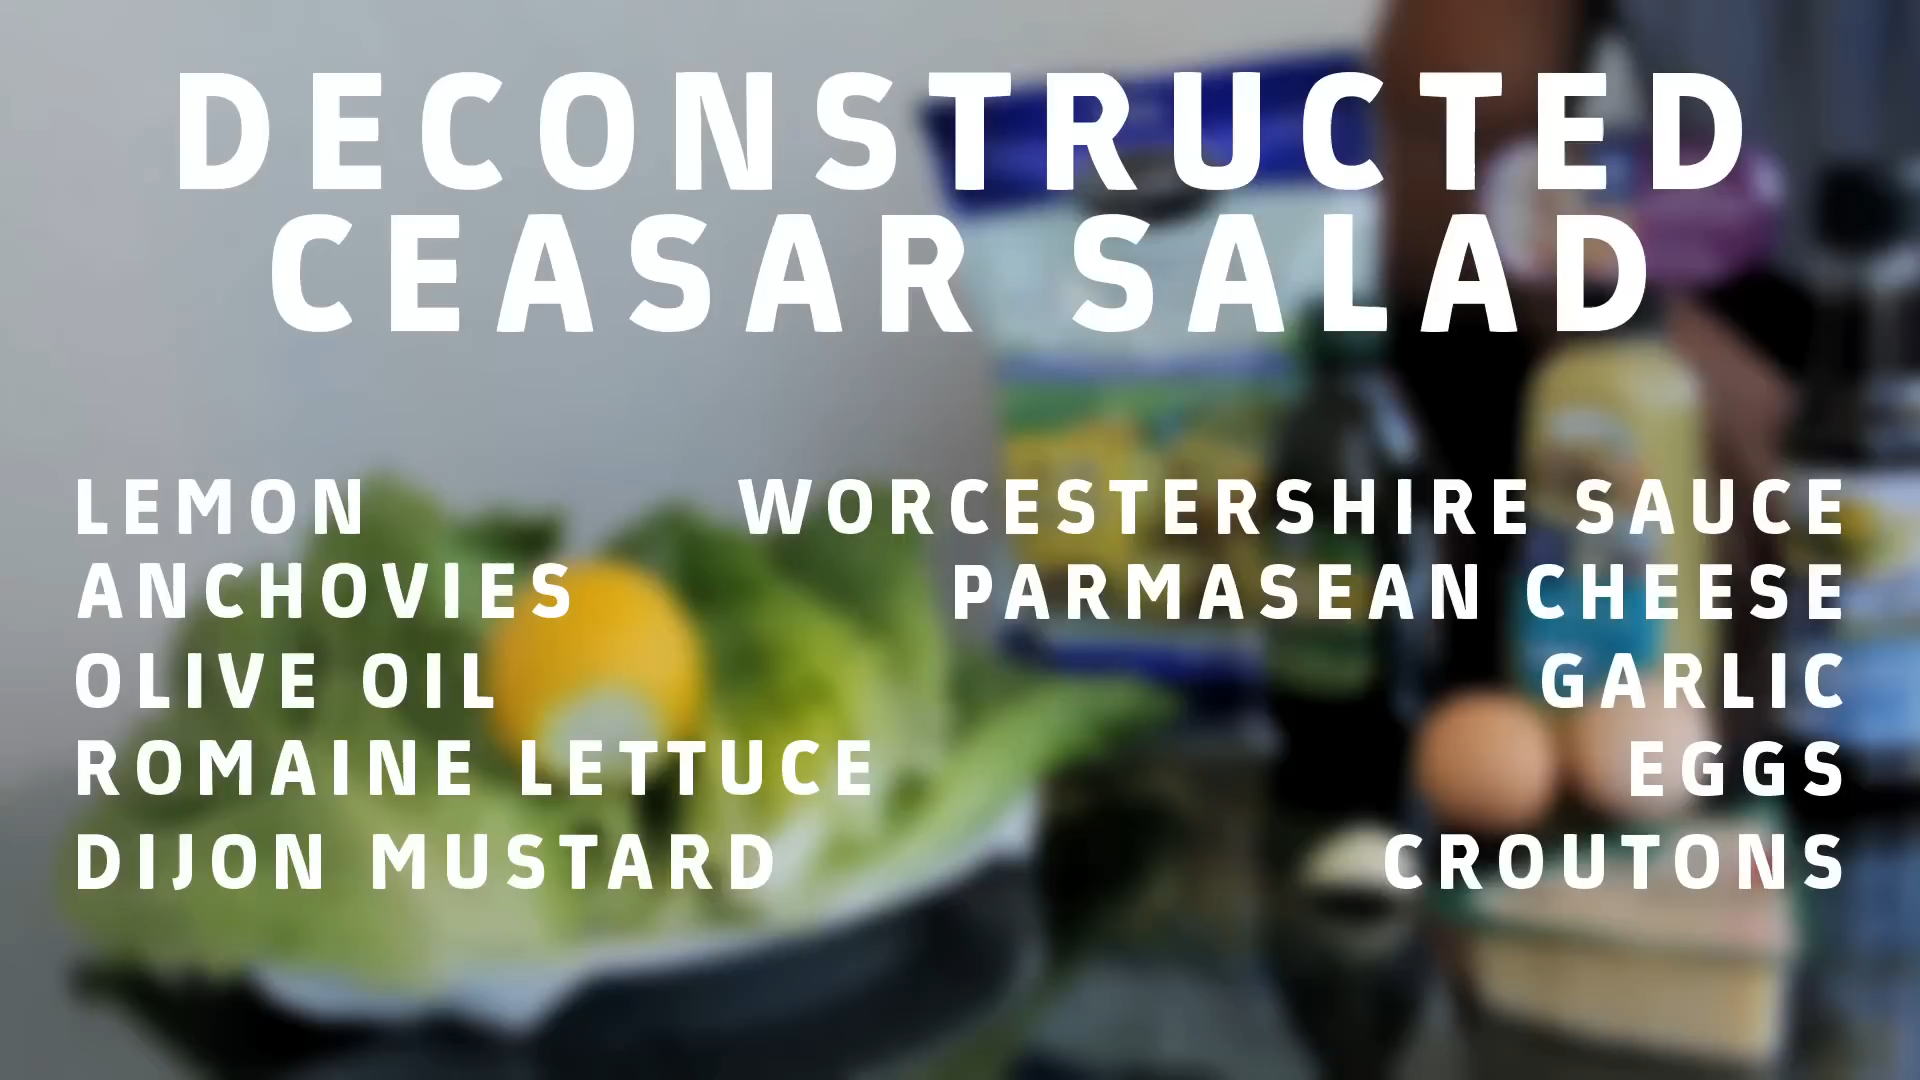 DECONSTRUCTED
CEASAR SALAD
LEMON
ANCHOVIES
OLIVE OIL
ROMAINE LETTUCE
DIJON MUSTARD
WORCESTERSHIRE SAUCE
PARMASEAN CHEESE
GARLIC
EGGS
CROUTONS